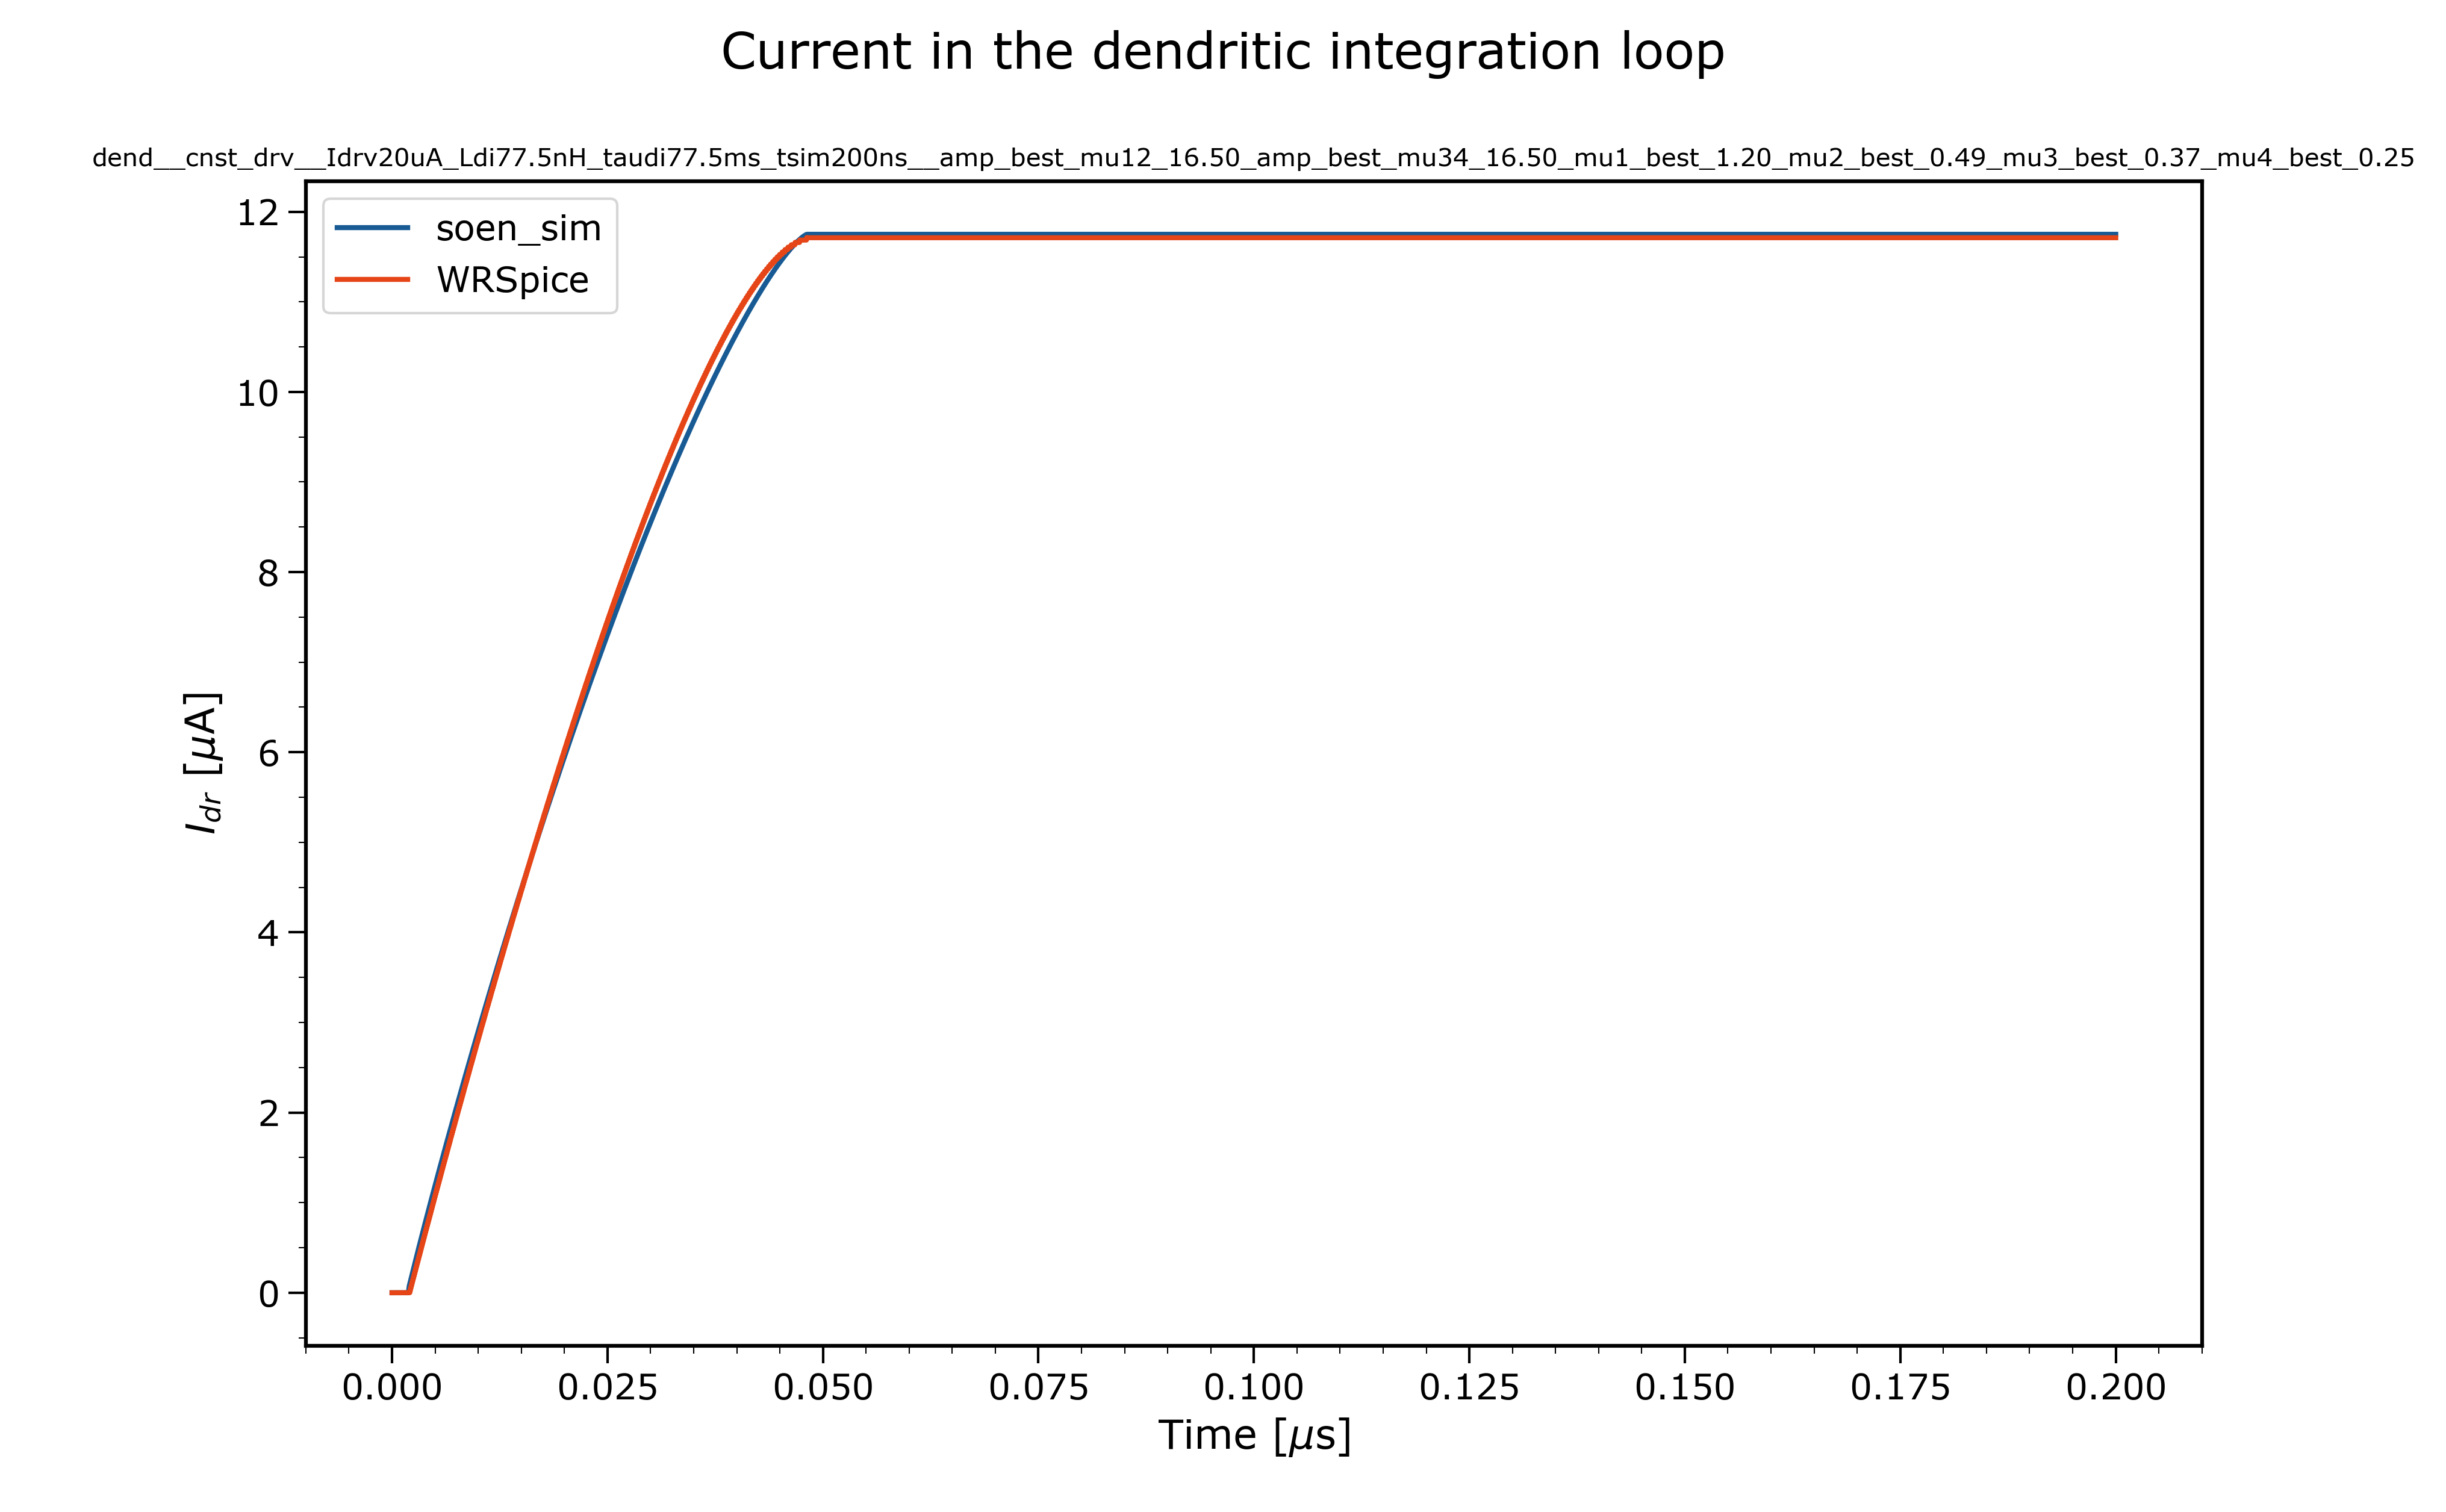 Current in the dendritic integration loop
dend__cnst_drv__Idrv20uA_Ldi77.5nH_taudi77.5ms_tsim200ns__amp_best_mu12_16.50_amp_best_mu34_16.50_mu1_best_1.20_mu2_best_0.49_mu3_best_0.37_mu4_best_0.25
soen_sim
WRSpice
12
10
8
6
4
2
0
I_dr [μA]
0.000 0.025 0.050 0.075 0.100 0.125 0.150 0.175 0.200
Time [μs]